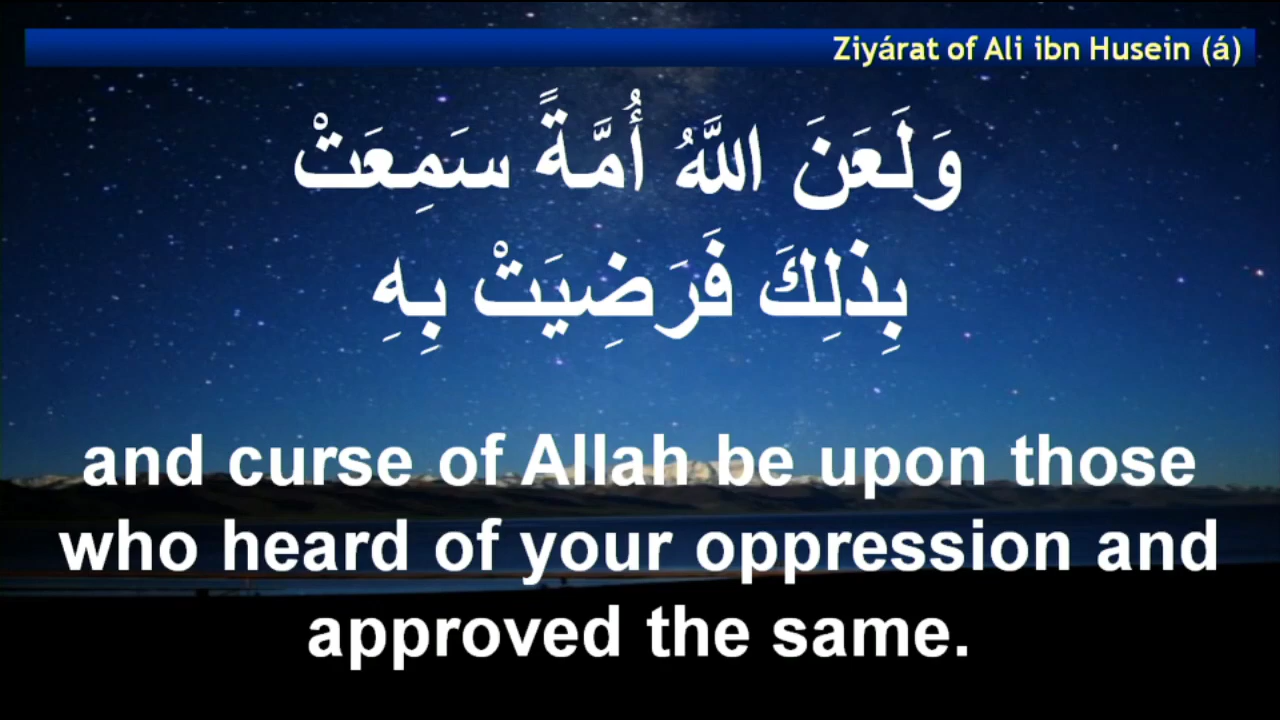 Ziyárat of Ali ibn Husein (á)
وَلَعَنَ اللَّهُ أُمَّةً سَمِعَتْ
بِذلِكَ فَرَضِيَتْ بِهِ
and curse of Allah be upon those
who heard of your oppression and
approved the same.